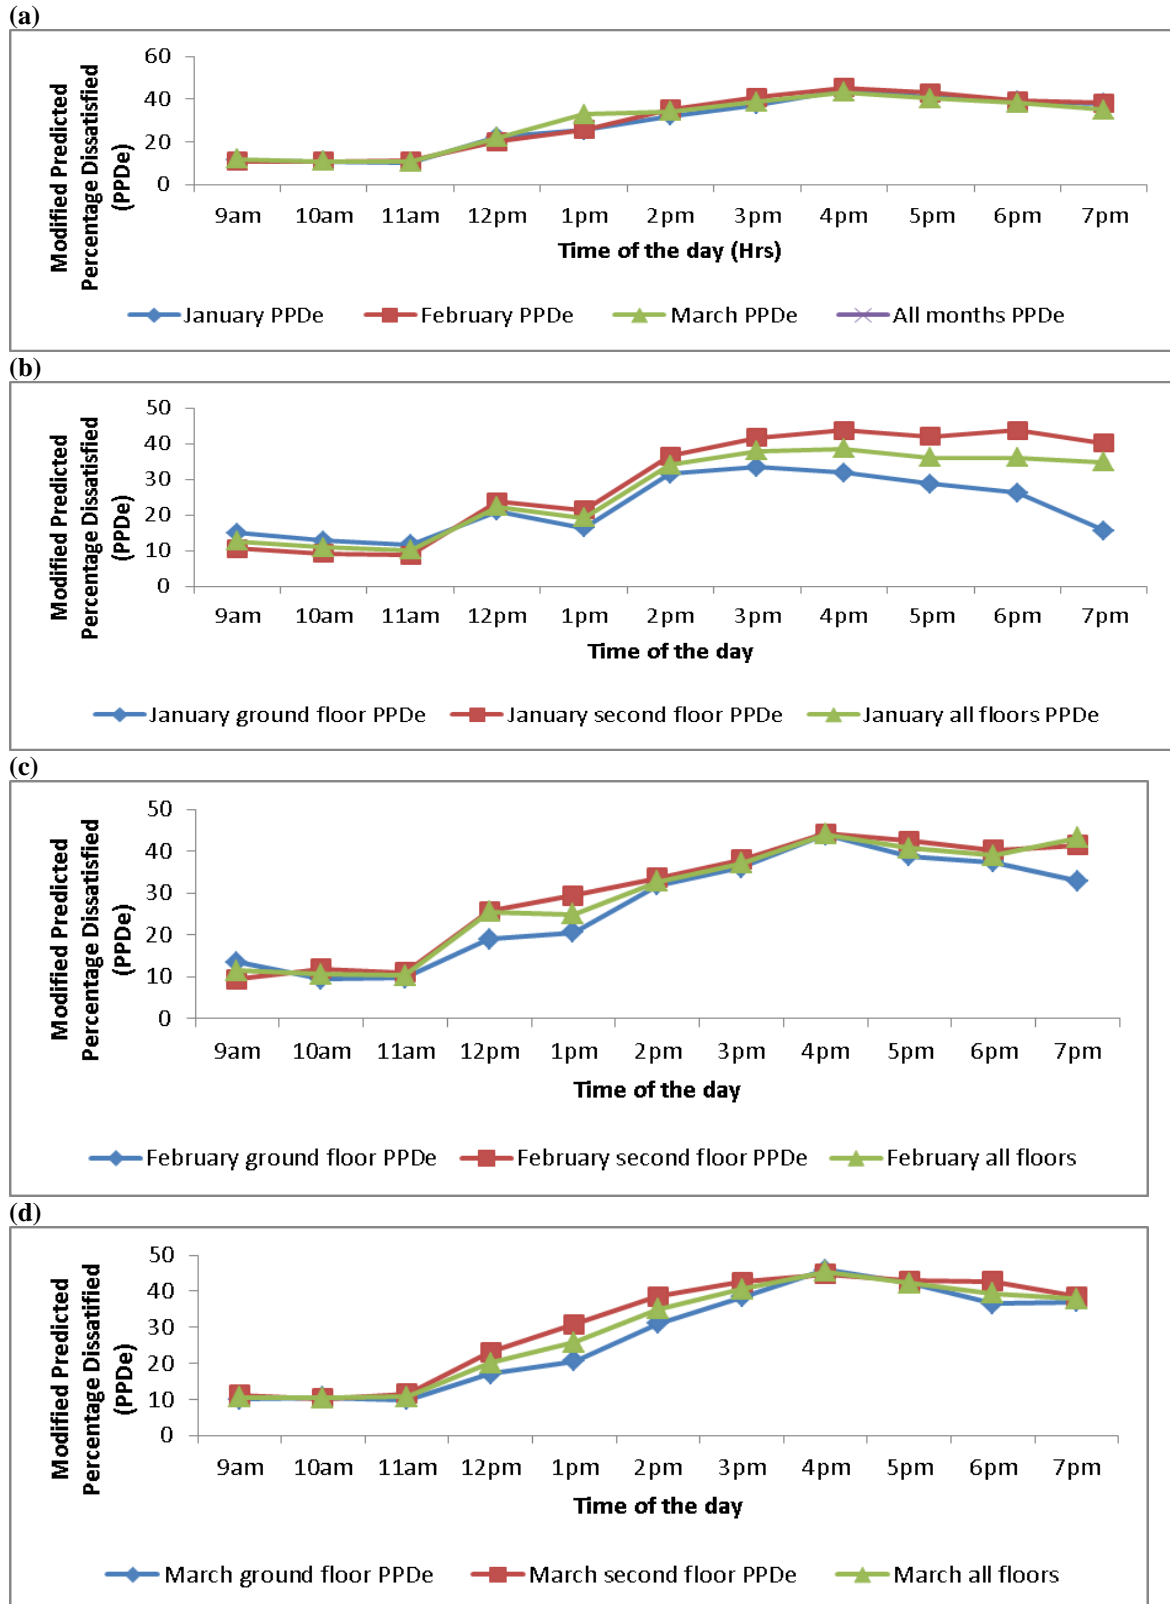 (a)
Modified Predicted
Percentage Dissatisfied
(PPDe)
60
40
20
0
9am 10am 11am 12pm 1pm 2pm 3pm 4pm 5pm 6pm 7pm
Time of the day (Hrs)
January PPDe February PPDe March PPDe All months PPDe
(b)
Modified Predicted
Percentage Dissatisfied
(PPDe)
50
40
30
20
10
0
9am 10am 11am 12pm 1pm 2pm 3pm 4pm 5pm 6pm 7pm
Time of the day
January ground floor PPDe January second floor PPDe January all floors PPDe
(c)
Modified Predicted
Percentage Dissatisfied
(PPDe)
50
40
30
20
10
0
9am 10am 11am 12pm 1pm 2pm 3pm 4pm 5pm 6pm 7pm
Time of the day
February ground floor PPDe February second floor PPDe February all floors
(d)
Modified Predicted
Percentage Dissatified
(PPDe)
50
40
30
20
10
0
9am 10am 11am 12pm 1pm 2pm 3pm 4pm 5pm 6pm 7pm
Time of the day
March ground floor PPDe March second floor PPDe March all floors